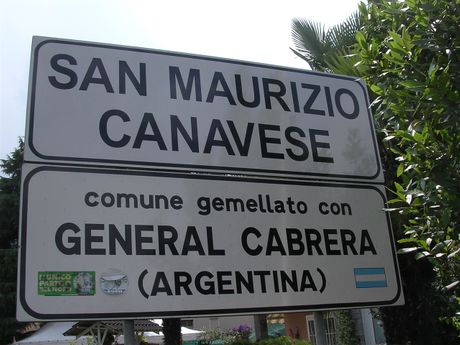 SAN MAURIZIO
CANAVESE
comune gemellato con
GENERAL CABRERA
(ARGENTINA)